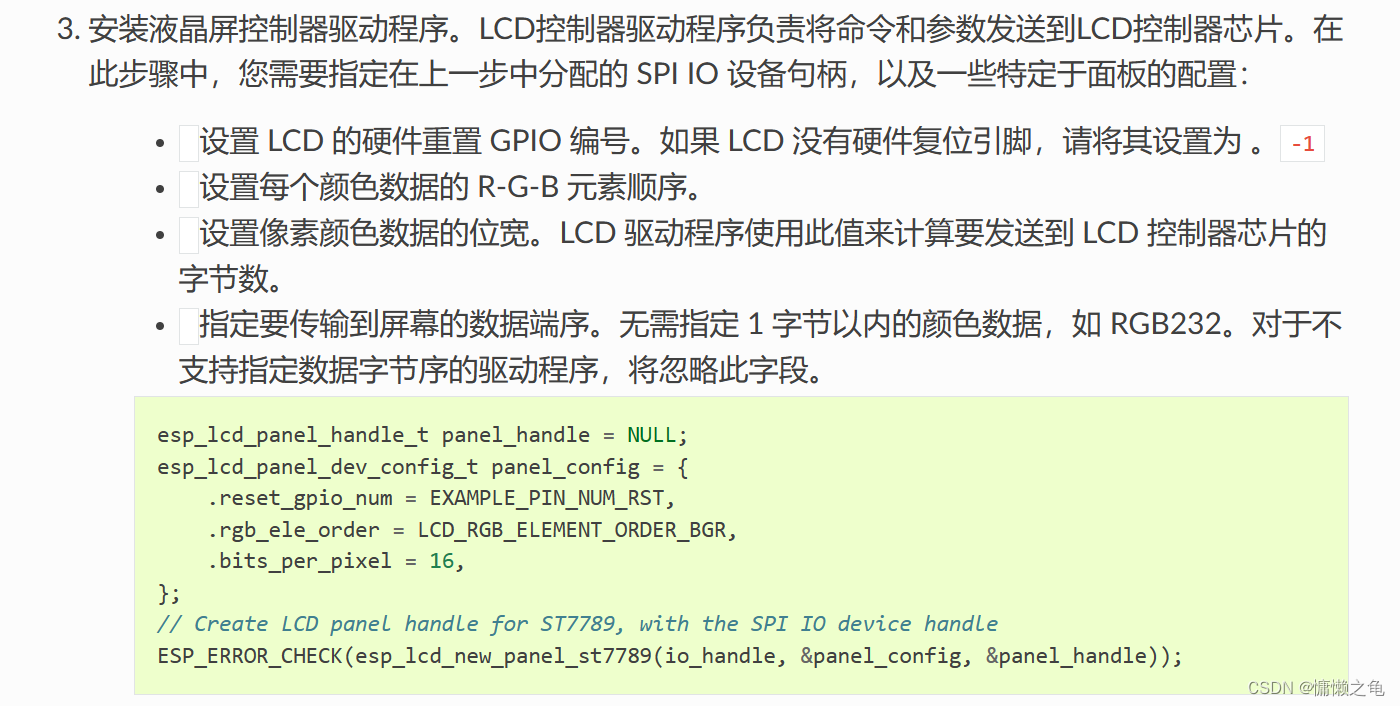 3. 安装液晶屏控制器驱动程序。LCD控制器驱动程序负责将命令和参数发送到LCD控制器芯片。在
此步骤中，您需要指定在上一步中分配的 SPI IO 设备句柄，以及一些特定于面板的配置：
• 设置 LCD 的硬件重置 GPIO 编号。如果 LCD 没有硬件复位引脚，请将其设置为 。 -1
• 设置每个颜色数据的 R-G-B 元素顺序。
• 设置像素颜色数据的位宽。LCD 驱动程序使用此值来计算要发送到 LCD 控制器芯片的
字节数。
• 指定要传输到屏幕的数据端序。无需指定 1 字节以内的颜色数据，如 RGB232。对于不
支持指定数据字节序的驱动程序，将忽略此字段。
esp_lcd_panel_handle_t panel_handle = NULL;
esp_lcd_panel_dev_config_t panel_config = {
    .reset_gpio_num = EXAMPLE_PIN_NUM_RST,
    .rgb_ele_order = LCD_RGB_ELEMENT_ORDER_BGR,
    .bits_per_pixel = 16,
};
// Create LCD panel handle for ST7789, with the SPI IO device handle
ESP_ERROR_CHECK(esp_lcd_new_panel_st7789(io_handle, &panel_config, &panel_handle));
CSDN @慵懒之龟